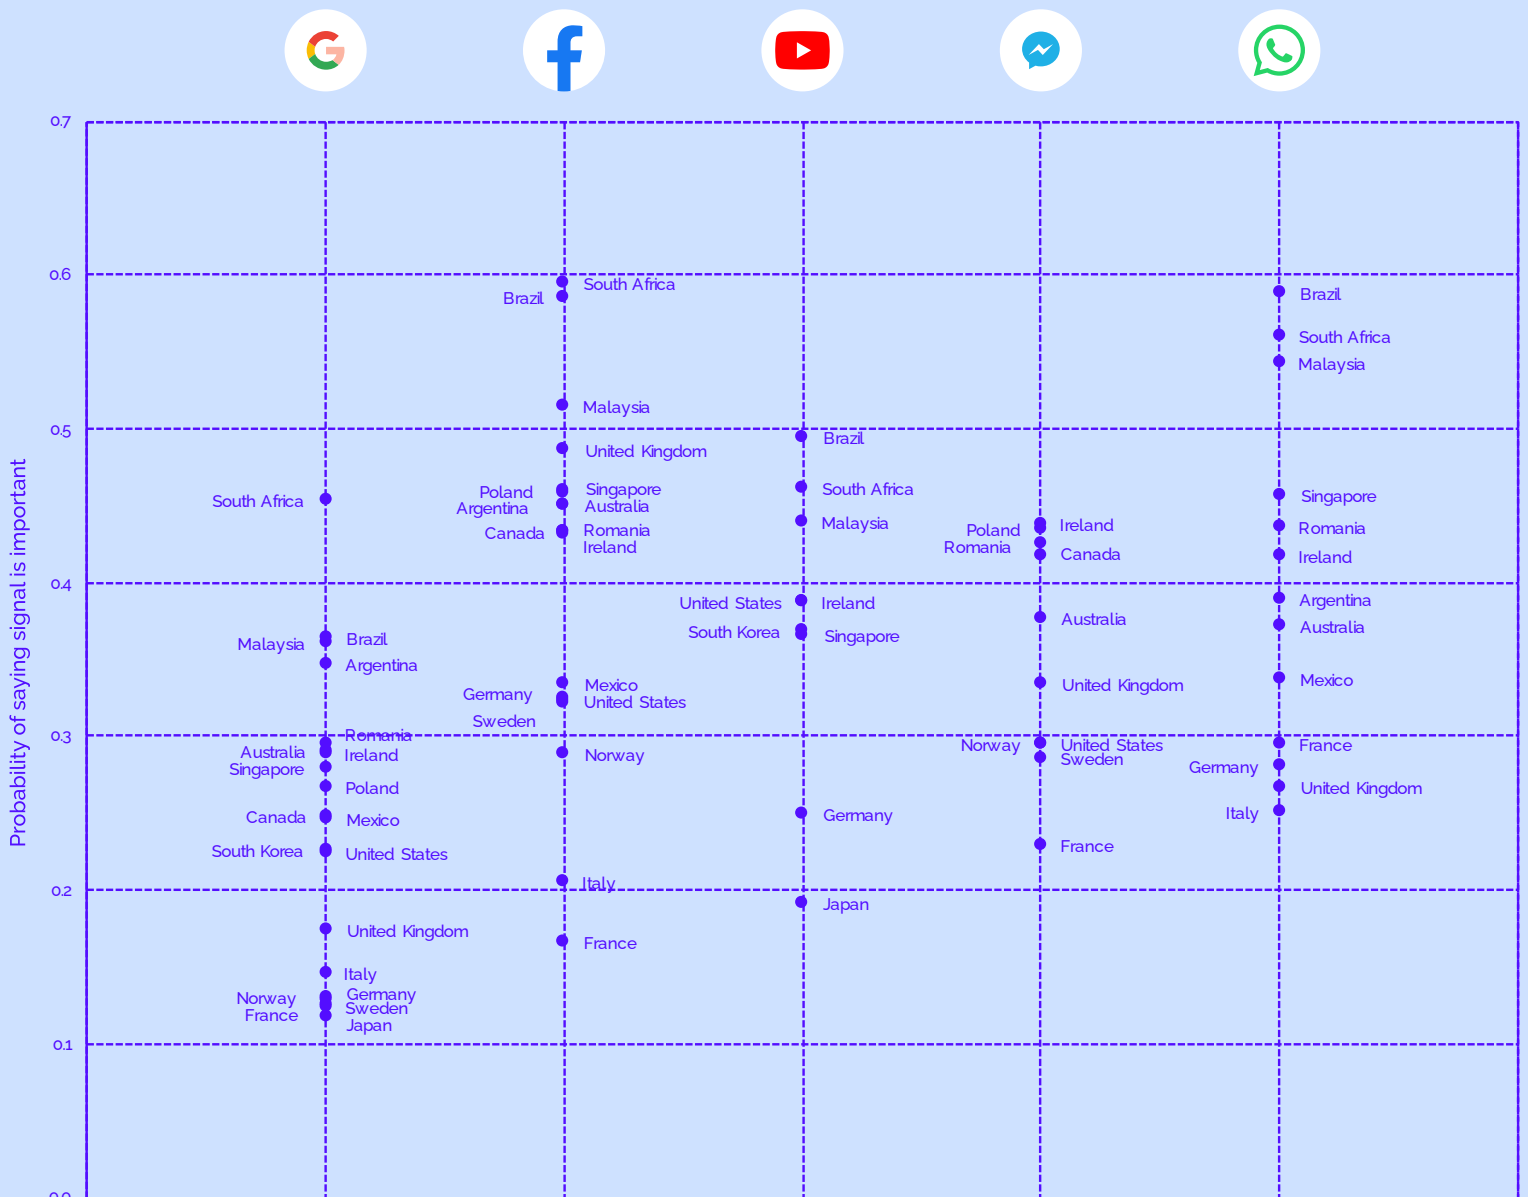 0.7
0.6
South Africa
Brazil
Brazil
South Africa
Malaysia
Malaysia
0.5
Brazil
United Kingdom
Poland
Singapore
South Africa
Singapore
South Africa
Argentina
Australia
Malaysia
Ireland
Romania
Canada
Romania
Poland
Ireland
Romania
Canada
Ireland
0.4
United States
Ireland
Argentina
Australia
Australia
Malaysia
Brazil
South Korea
Singapore
Argentina
Mexico
United Kingdom
Mexico
Germany
United States
Sweden
0.3
Romania
Norway
United States
France
Australia
Ireland
Norway
Sweden
Singapore
Germany
Poland
United Kingdom
Canada
Mexico
Germany
Italy
South Korea
United States
France
0.2
Italy
Japan
United Kingdom
France
Italy
Norway
Germany
Sweden
France
Japan
0.1
0.0
Probability of saying signal is important